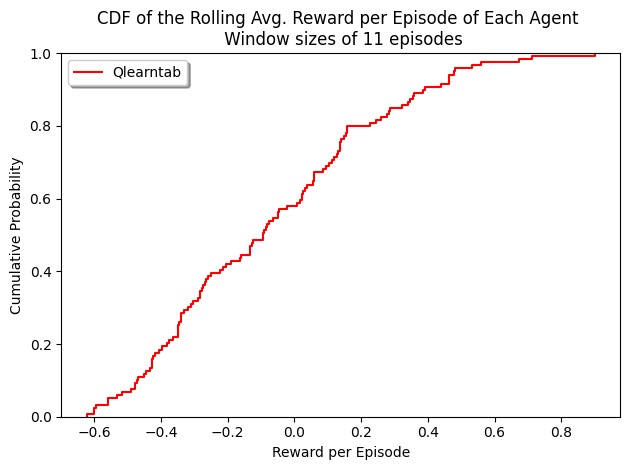 CDF of the Rolling Avg. Reward per Episode of Each Agent
Window sizes of 11 episodes
Qlearntab
Cumulative Probability
1.0
0.8
0.6
0.4
0.2
0.0
−0.6 −0.4 −0.2 0.0 0.2 0.4 0.6 0.8
Reward per Episode